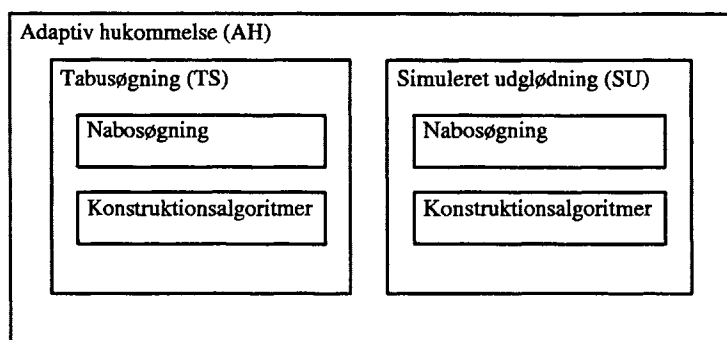 Adaptiv hukommelse (AH)
Tabusøgning (TS)
Nabosøgning
Konstruktionsalgoritmer
Simuleret udglødning (SU)
Nabosøgning
Konstruktionsalgoritmer